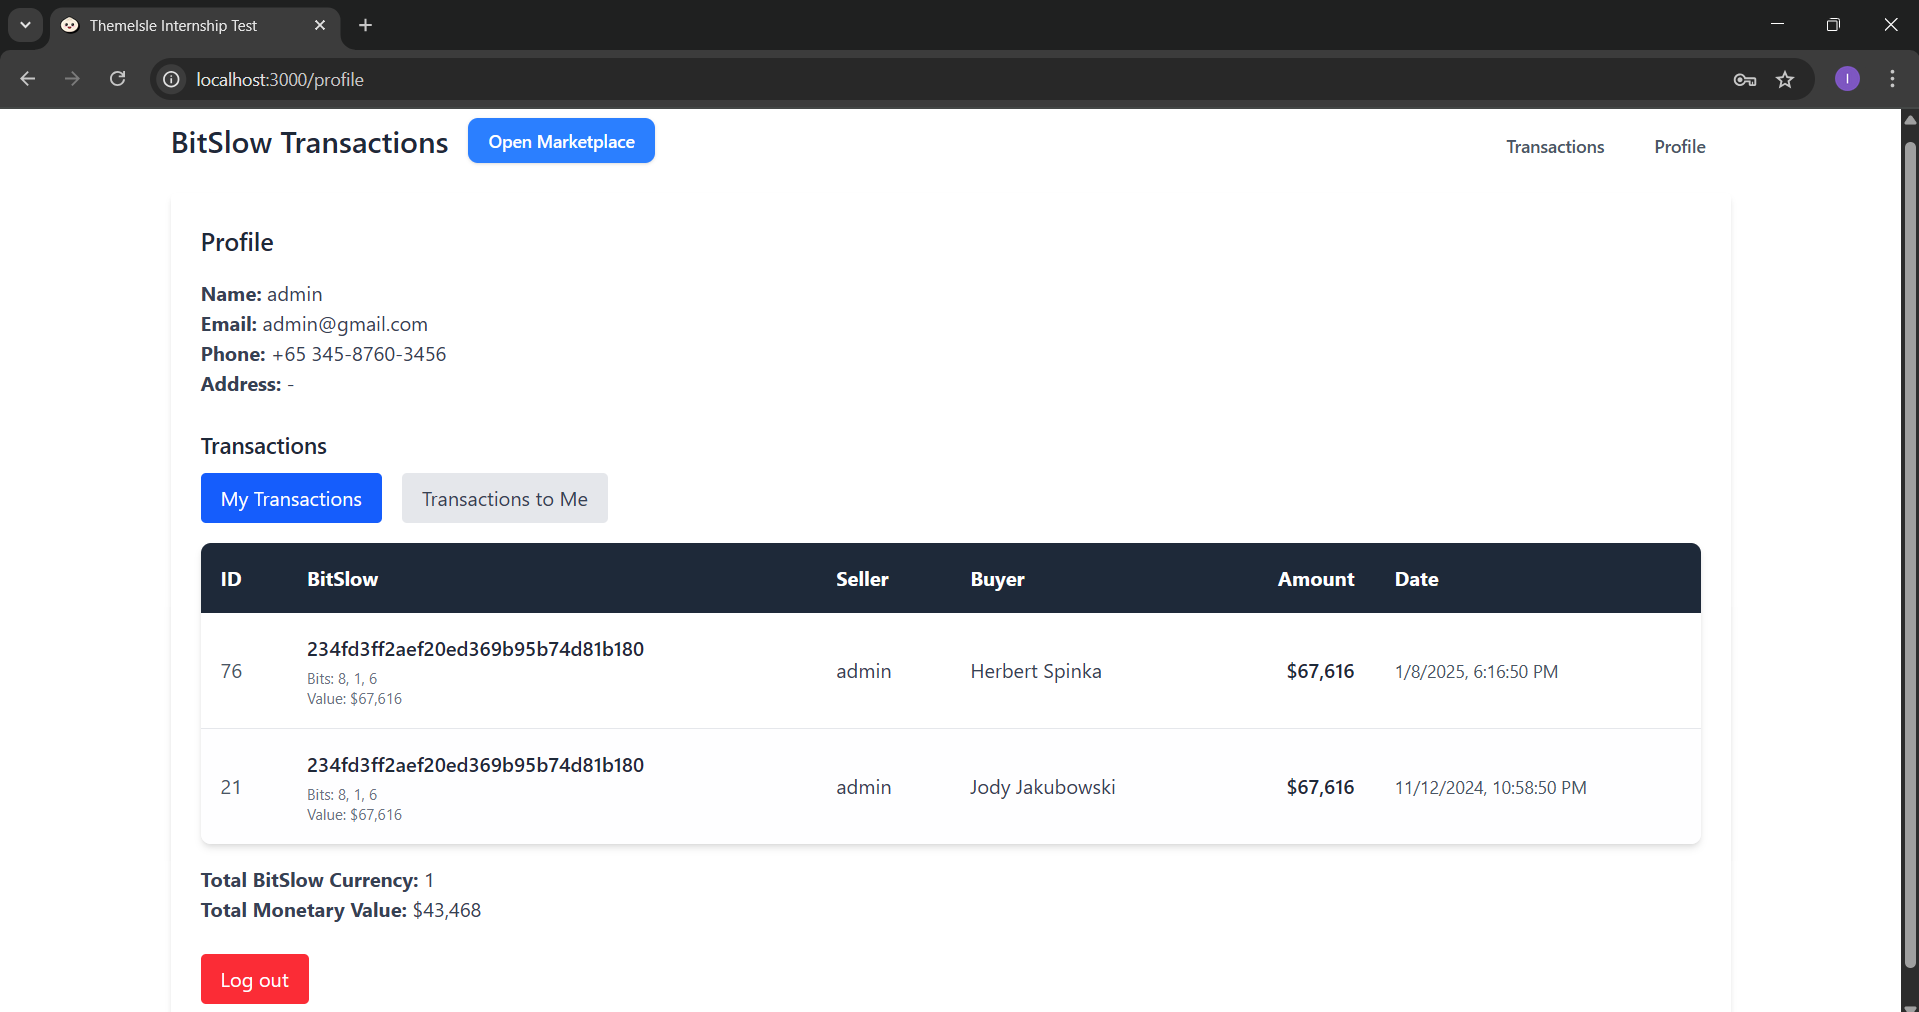 ThemeIsle Internship Test
localhost:3000/profile
I
BitSlow Transactions
Open Marketplace
Transactions
Profile
Profile
Name: admin
Email: admin@gmail.com
Phone: +65 345-8760-3456
Address: -
Transactions
My Transactions
Transactions to Me
ID BitSlow Seller Buyer Amount Date
234fd3ff2aef20ed369b95b74d81b180
76 admin Herbert Spinka $67,616 1/8/2025, 6:16:50 PM
Bits: 8, 1, 6
Value: $67,616
234fd3ff2aef20ed369b95b74d81b180
21 admin Jody Jakubowski $67,616 11/12/2024, 10:58:50 PM
Bits: 8, 1, 6
Value: $67,616
Total BitSlow Currency: 1
Total Monetary Value: $43,468
Log out